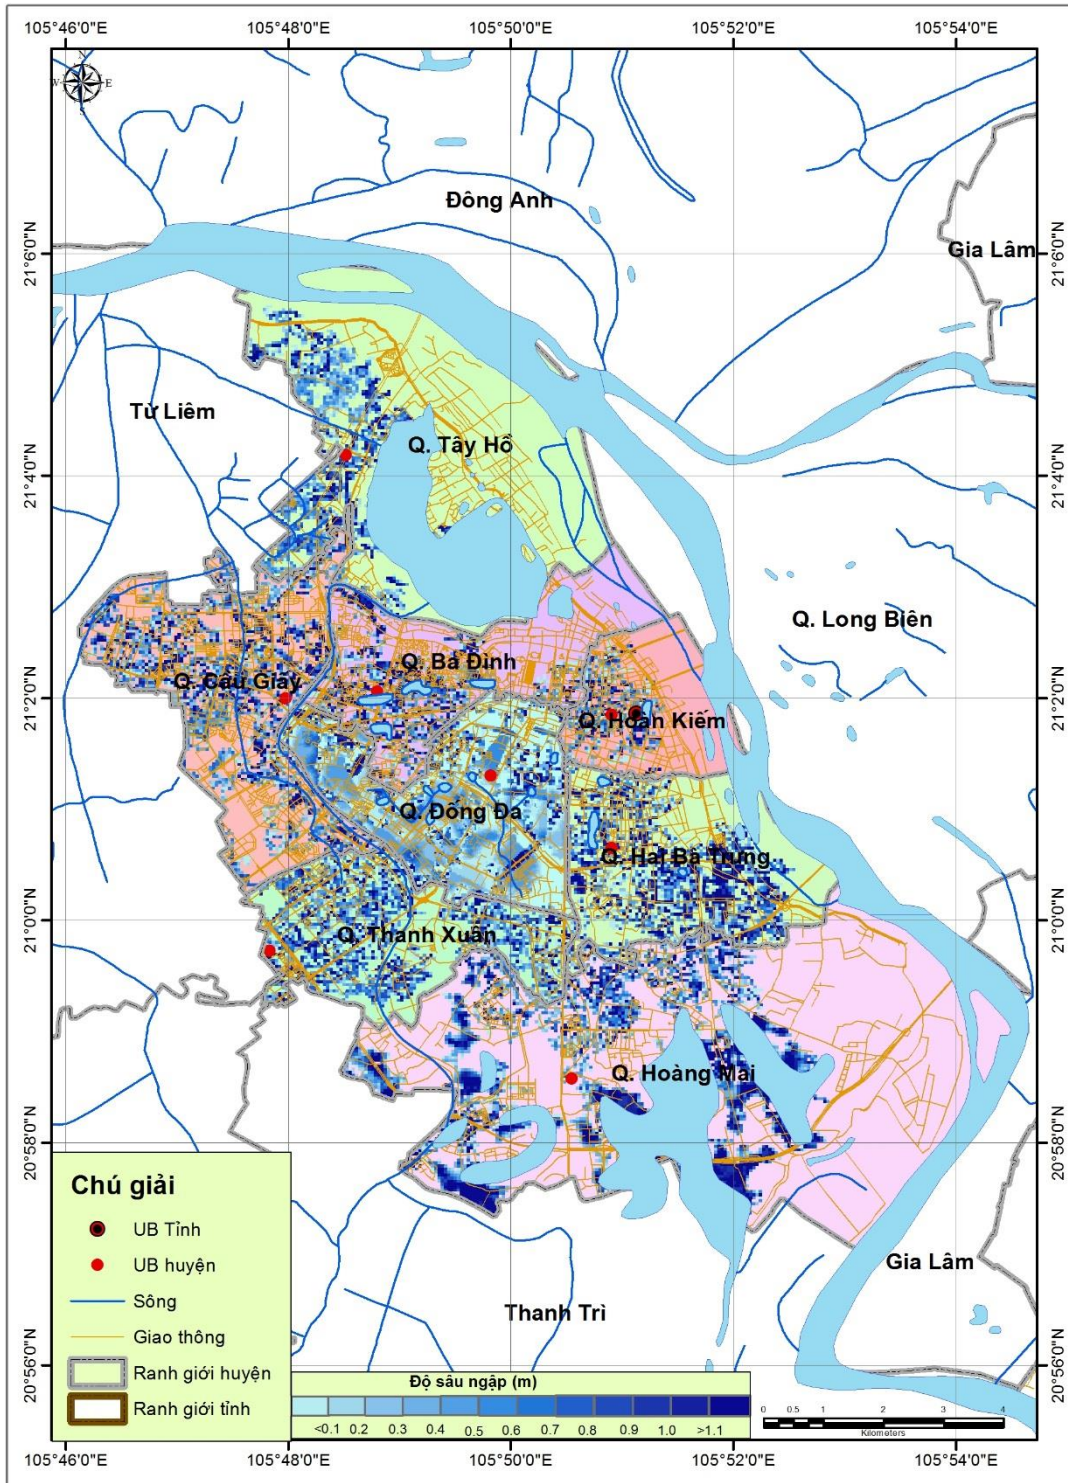 105°46'0"E 105°48'0"E 105°50'0"E 105°52'0"E 105°54'0"E
N
W E
S
Đông Anh
21°6'0"N 21°6'0"N
Gia Lâm
Từ Liêm
Q. Tây Hồ
21°4'0"N 21°4'0"N
Q. Long Biên
Q. Ba Đình
Q. Cầu Giấy
21°2'0"N 21°2'0"N
Q. Hoàn Kiếm
Q. Đống Đa
Q. Hai Bà Trưng
21°0'0"N 21°0'0"N
Q. Thanh Xuân
Q. Hoàng Mai
20°58'0"N 20°58'0"N
Chú giải
UB Tỉnh
UB huyện
Sông
Giao thông
Ranh giới huyện
Ranh giới tỉnh
Gia Lâm
Thanh Trì
20°56'0"N 20°56'0"N
Độ sâu ngập (m)
<0.1 0.2 0.3 0.4 0.5 0.6 0.7 0.8 0.9 1.0 >1.1
0 0.5 1 2 3 4
Kilometers
105°46'0"E 105°48'0"E 105°50'0"E 105°52'0"E 105°54'0"E